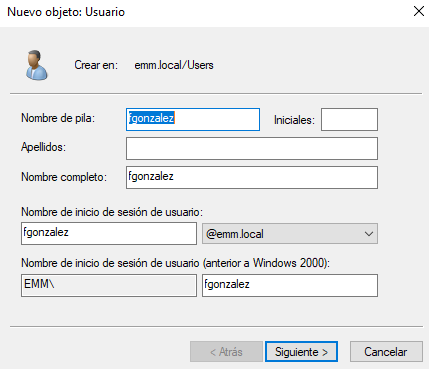 Nuevo objeto: Usuario
Crear en: emm.local/Users
Nombre de pila: fgonzalez Iniciales:
Apellidos:
Nombre completo: fgonzalez
Nombre de inicio de sesión de usuario:
fgonzalez @emm.local
Nombre de inicio de sesión de usuario (anterior a Windows 2000):
EMM\ fgonzalez
< Atrás Siguiente > Cancelar